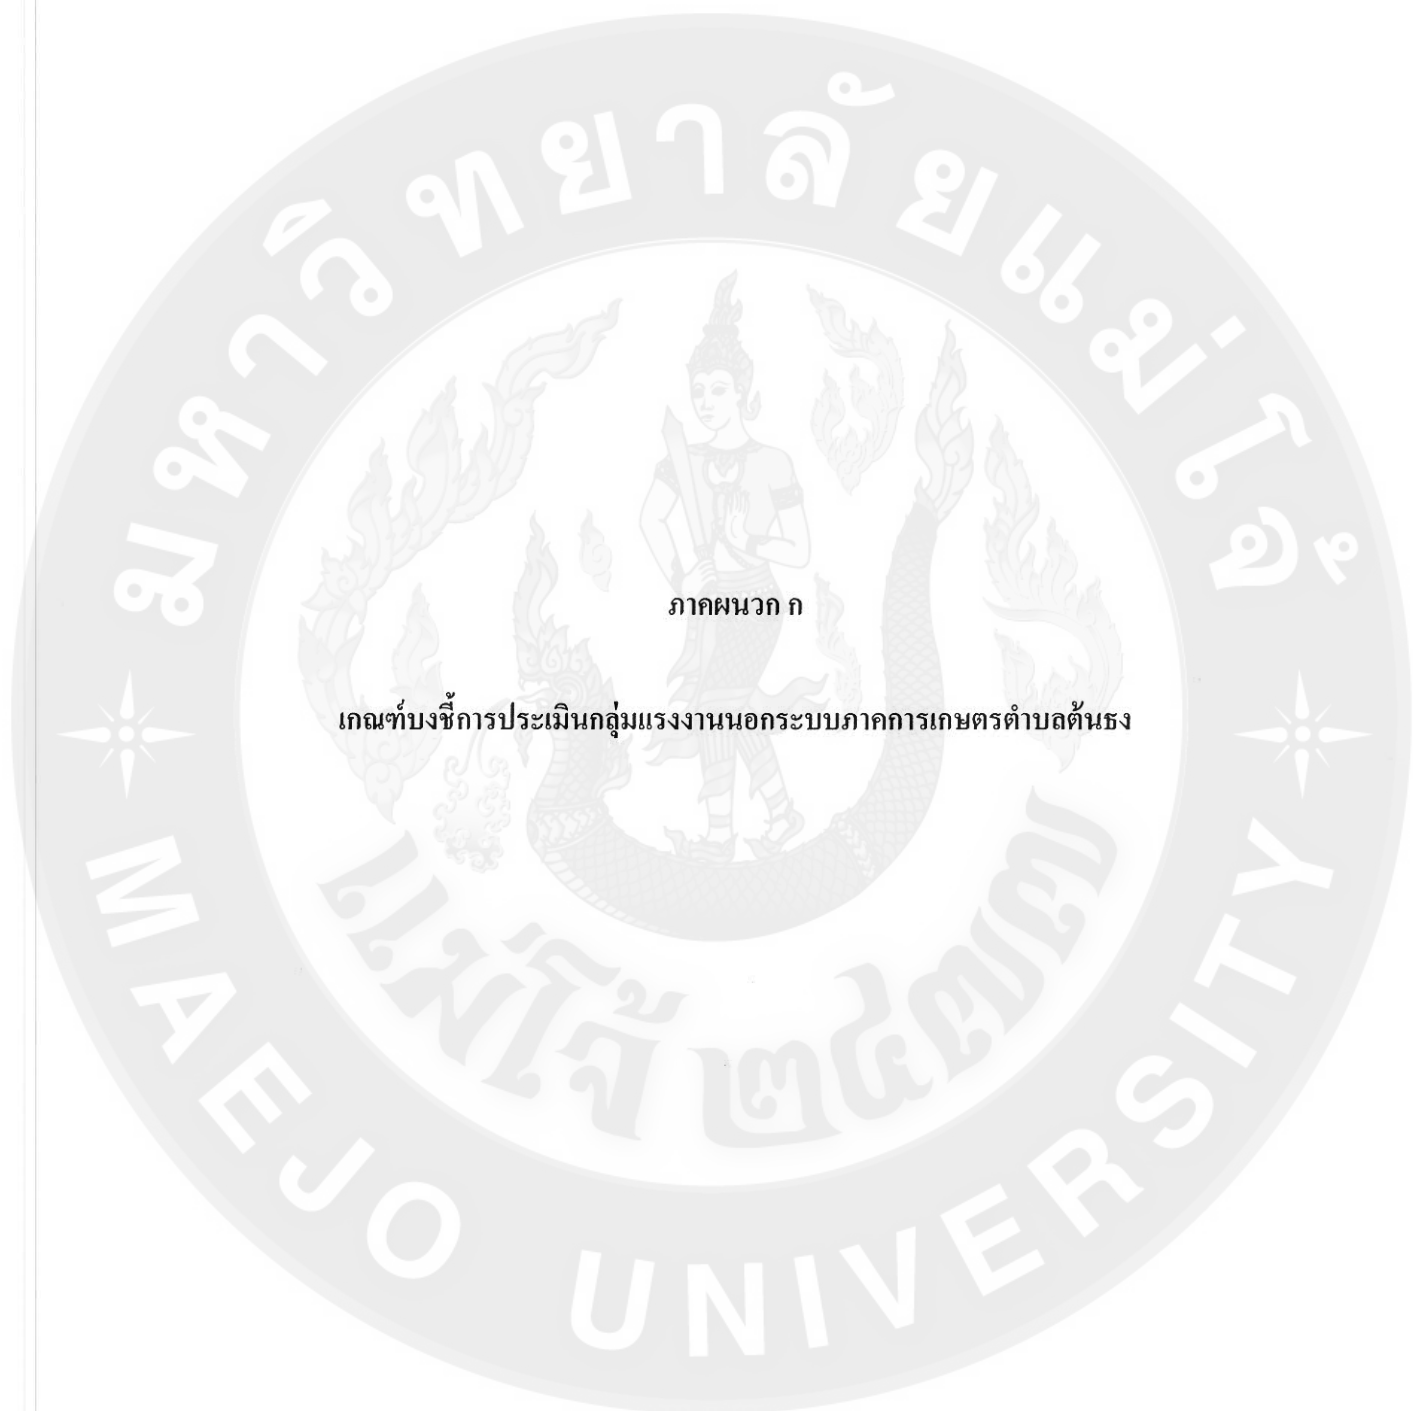 มหาวิทยาลัยแม่โจ้
ภาคผนวก ก
เกณฑ์บงชี้การประเมินกลุ่มแรงงานนอกระบบภาคการเกษตรตำบลต้นธง
แม่โจ้ ๒๔๗๗
MAEJO UNIVERSITY